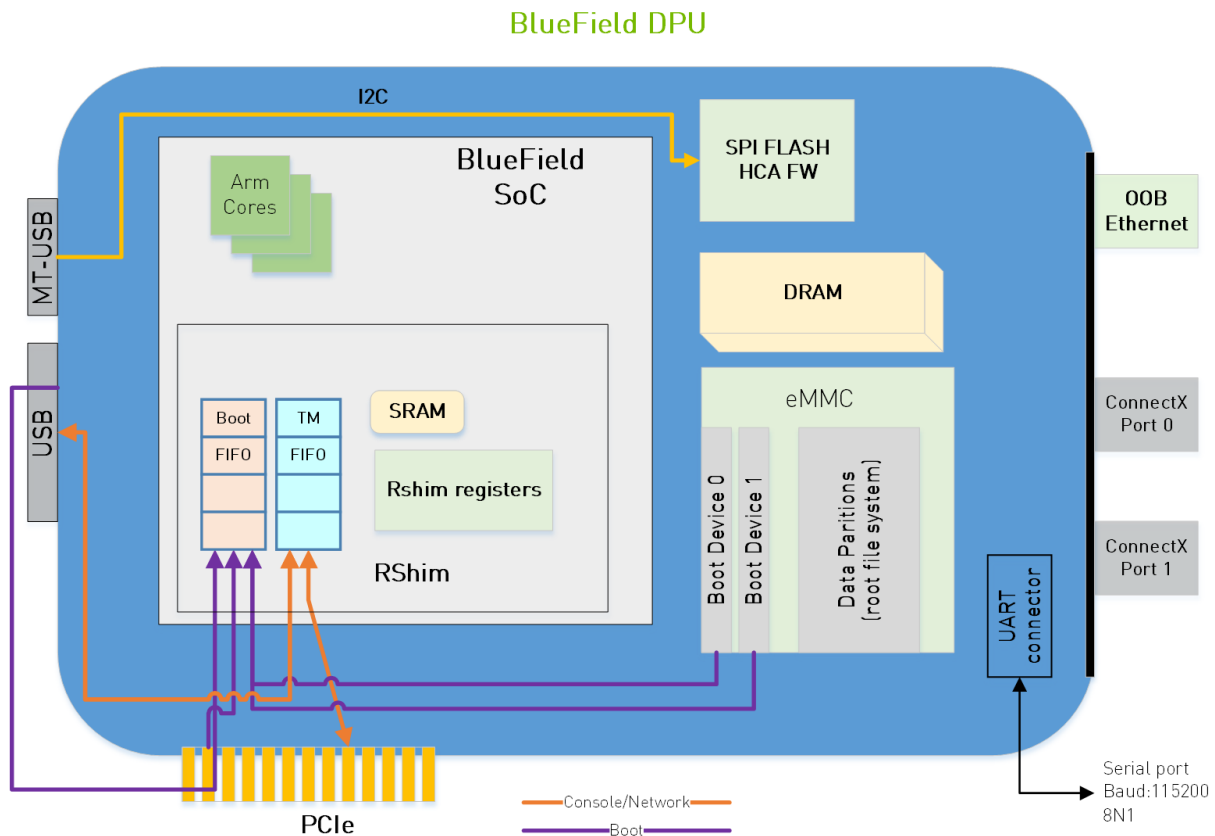 BlueField DPU
I2C
SPI FLASH
HCA FW
BlueField
SoC
Arm
Cores
OOB
Ethernet
MT-USB
DRAM
USB
eMMC
ConnectX
Port 0
Boot
FIFO
TM
FIFO
SRAM
Rshim registers
Boot Device 0
Boot Device 1
Data Paritions
(root file system)
ConnectX
Port 1
RShim
UART
connector
Serial port
Baud:115200
8N1
PCIe
Console/Network
Boot